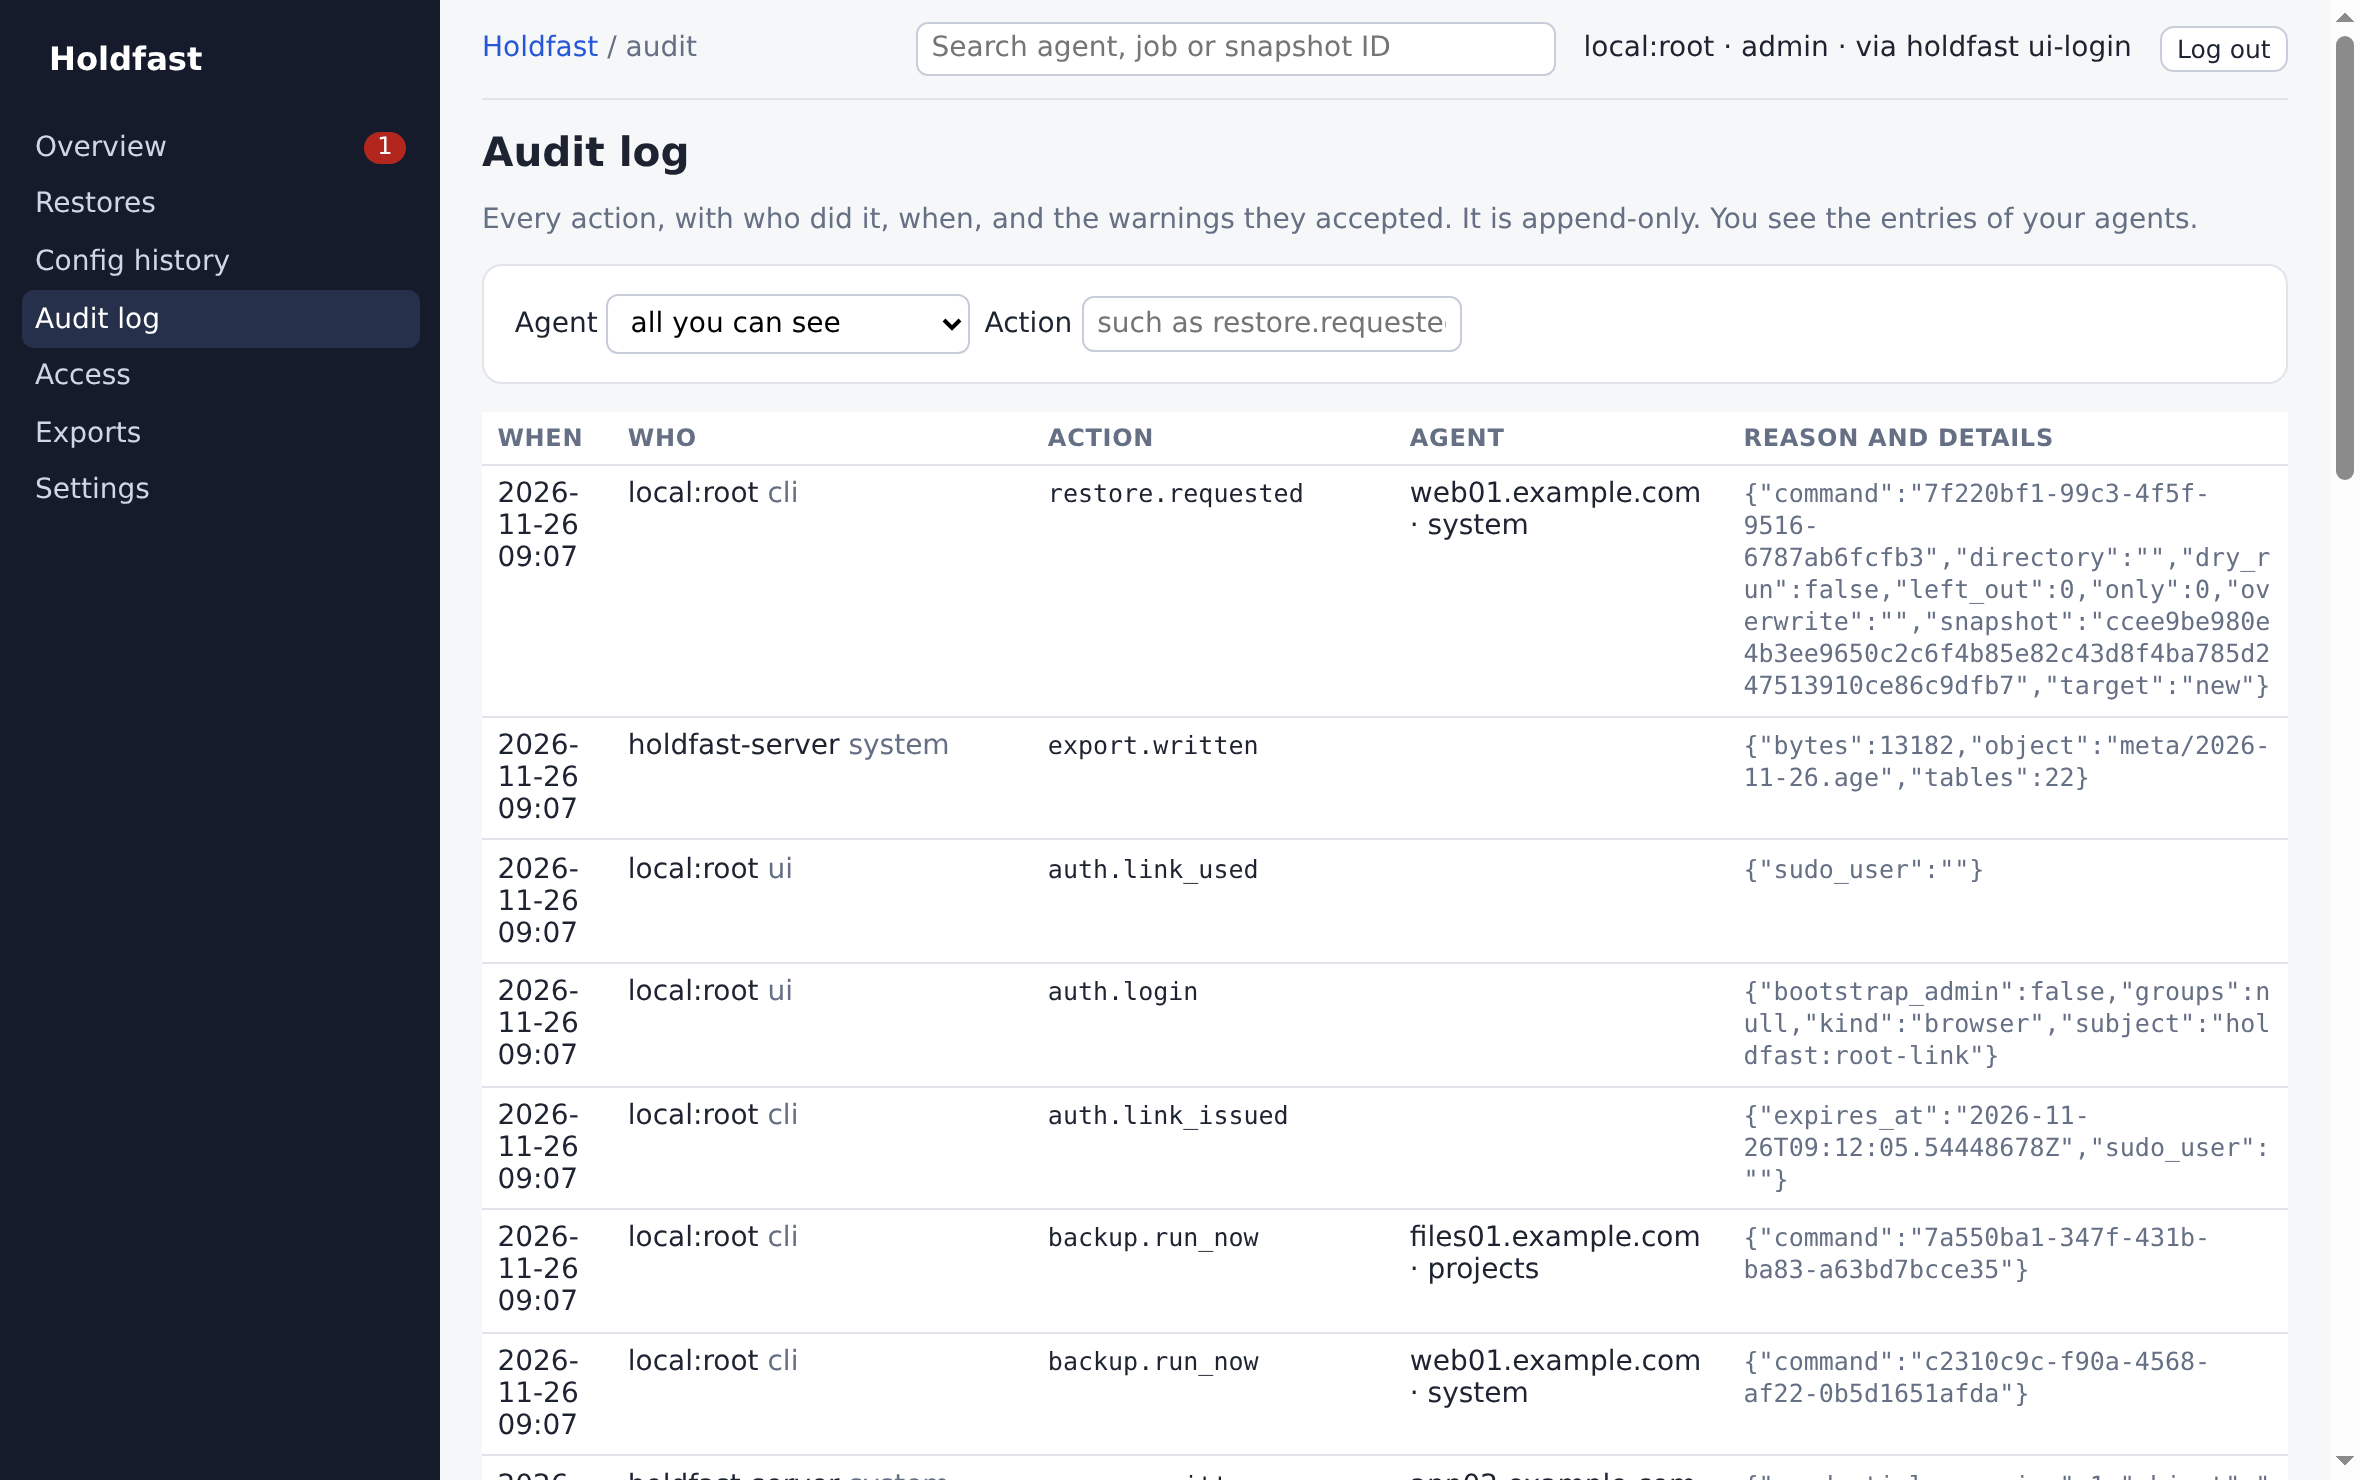 Holdfast
Overview 1
Restores
Config history
Audit log
Access
Exports
Settings
Holdfast / audit
Search agent, job or snapshot ID
local:root · admin · via holdfast ui-login
Log out
Audit log
Every action, with who did it, when, and the warnings they accepted. It is append-only. You see the entries of your agents.
Agent all you can see Action such as restore.requeste
WHEN WHO ACTION AGENT REASON AND DETAILS
2026-
11-26
09:07
local:root cli
restore.requested
web01.example.com
· system
{"command":"7f220bf1-99c3-4f5f-
9516-
6787ab6fcfb3","directory":"","dry_r
un":false,"left_out":0,"only":0,"ov
erwrite":"","snapshot":"ccee9be980e
4b3ee9650c2c6f4b85e82c43d8f4ba785d2
47513910ce86c9dfb7","target":"new"}
2026-
11-26
09:07
holdfast-server system
export.written
{"bytes":13182,"object":"meta/2026-
11-26.age","tables":22}
2026-
11-26
09:07
local:root ui
auth.link_used
{"sudo_user":""}
2026-
11-26
09:07
local:root ui
auth.login
{"bootstrap_admin":false,"groups":n
ull,"kind":"browser","subject":"hol
dfast:root-link"}
2026-
11-26
09:07
local:root cli
auth.link_issued
{"expires_at":"2026-11-
26T09:12:05.54448678Z","sudo_user":
""}
2026-
11-26
09:07
local:root cli
backup.run_now
files01.example.com
· projects
{"command":"7a550ba1-347f-431b-
ba83-a63bd7bcce35"}
2026-
11-26
09:07
local:root cli
backup.run_now
web01.example.com
· system
{"command":"c2310c9c-f90a-4568-
af22-0b5d1651afda"}
2026-
holdfast-server system